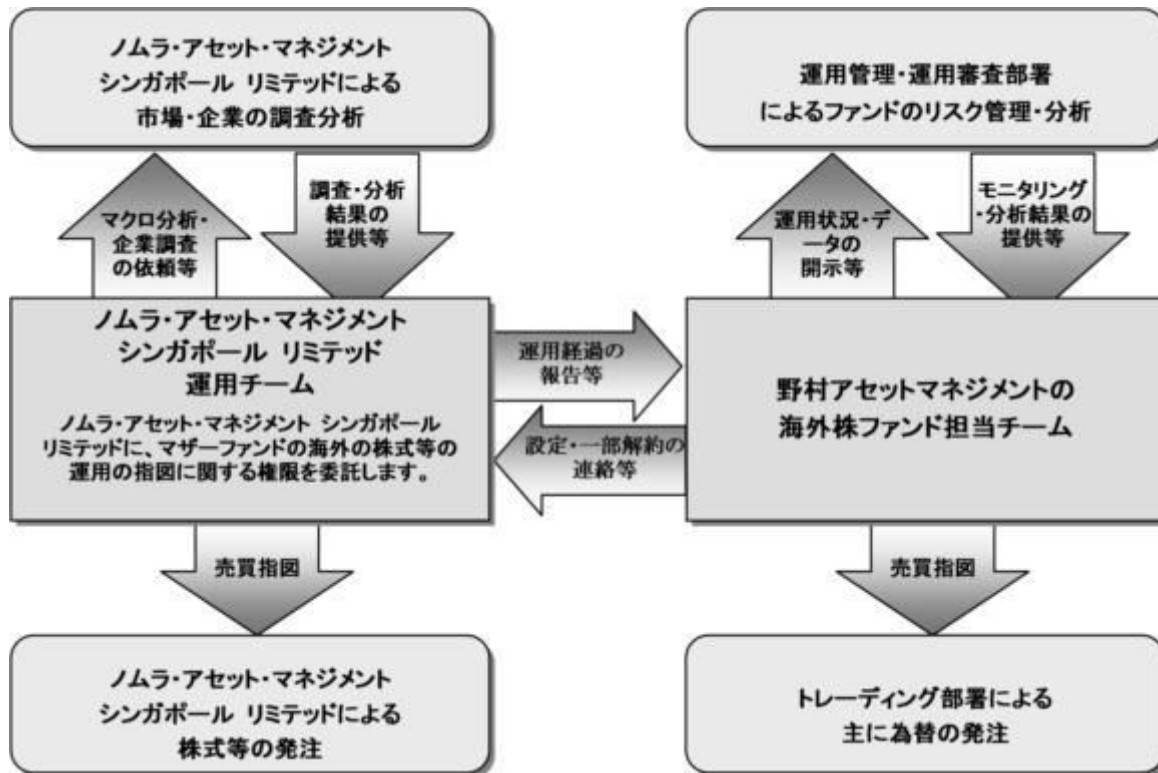 ノムラ・アセット・マネジメント
シンガポール リミテッドによる
市場・企業の調査分析
運用管理・運用審査部署
によるファンドのリスク管理・分析
マクロ分析・
企業調査
の依頼等
調査・分析
結果の
提供等
運用状況・デ
ータの
開示等
モニタリング
・分析結果の
提供等
ノムラ・アセット・マネジメント
シンガポール リミテッド
運用チーム
ノムラ・アセット・マネジメント シンガポール
リミテッドに、マザーファンドの海外の株式等の
運用の指図に関する権限を委託します。
運用経過の
報告等
設定・一部解約の
連絡等
野村アセットマネジメントの
海外株ファンド担当チーム
売買指図
売買指図
ノムラ・アセット・マネジメント
シンガポール リミテッドによる
株式等の発注
トレーディング部署による
主に為替の発注